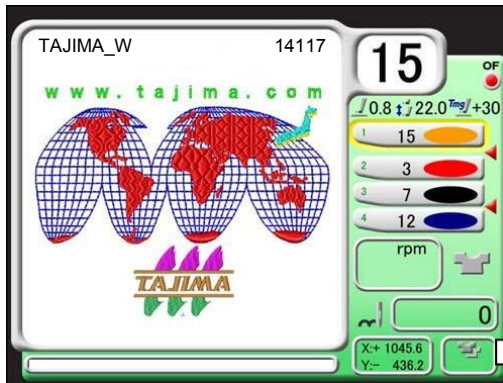 TAJIMA_W 14117
15
OF
www.tajima.com
0.8 22.0 Tmg +30
1 15
2 3
3 7
4 12
rpm
TAJIMA
0
X:+ 1045.6
Y:- 436.2